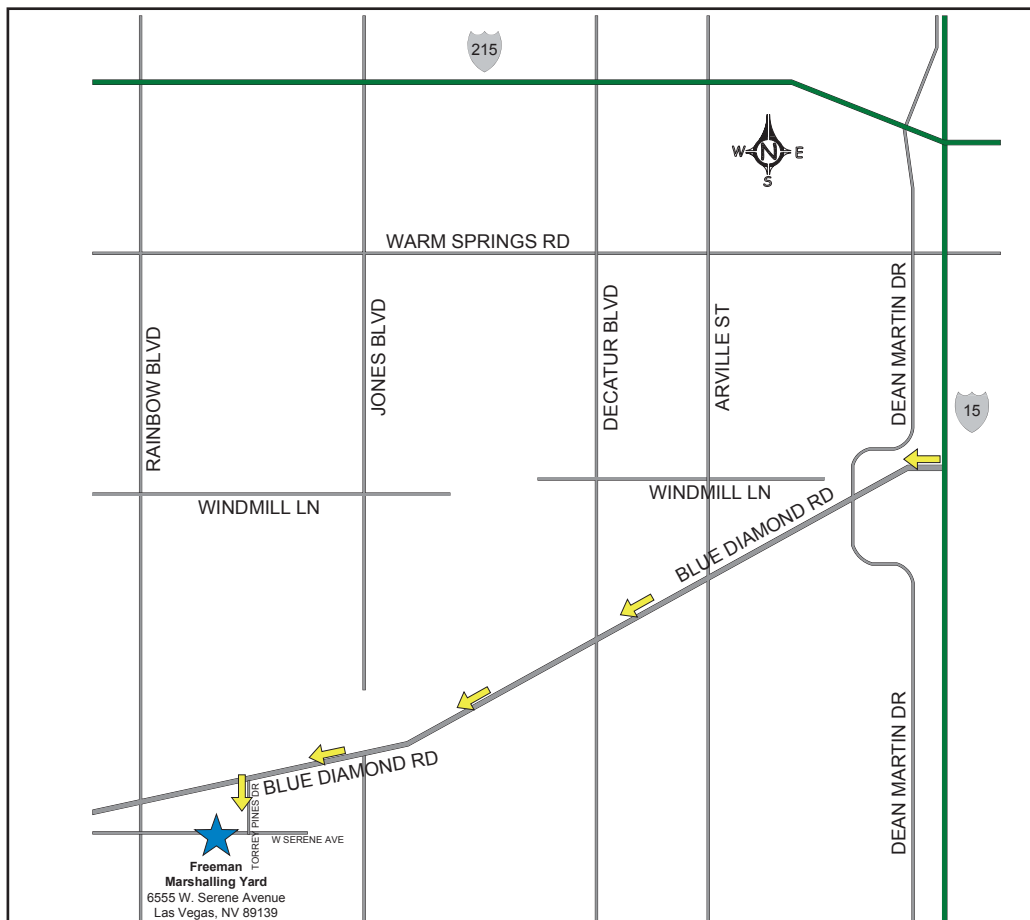 215
W N E
S
WARM SPRINGS RD
RAINBOW BLVD
JONES BLVD
DECATUR BLVD
ARVILLE ST
DEAN MARTIN DR
15
WINDMILL LN
WINDMILL LN
BLUE DIAMOND RD
BLUE DIAMOND RD
DEAN MARTIN DR
TORREY PINES DR
W SERENE AVE
Freeman
Marshalling Yard
6555 W. Serene Avenue
Las Vegas, NV 89139